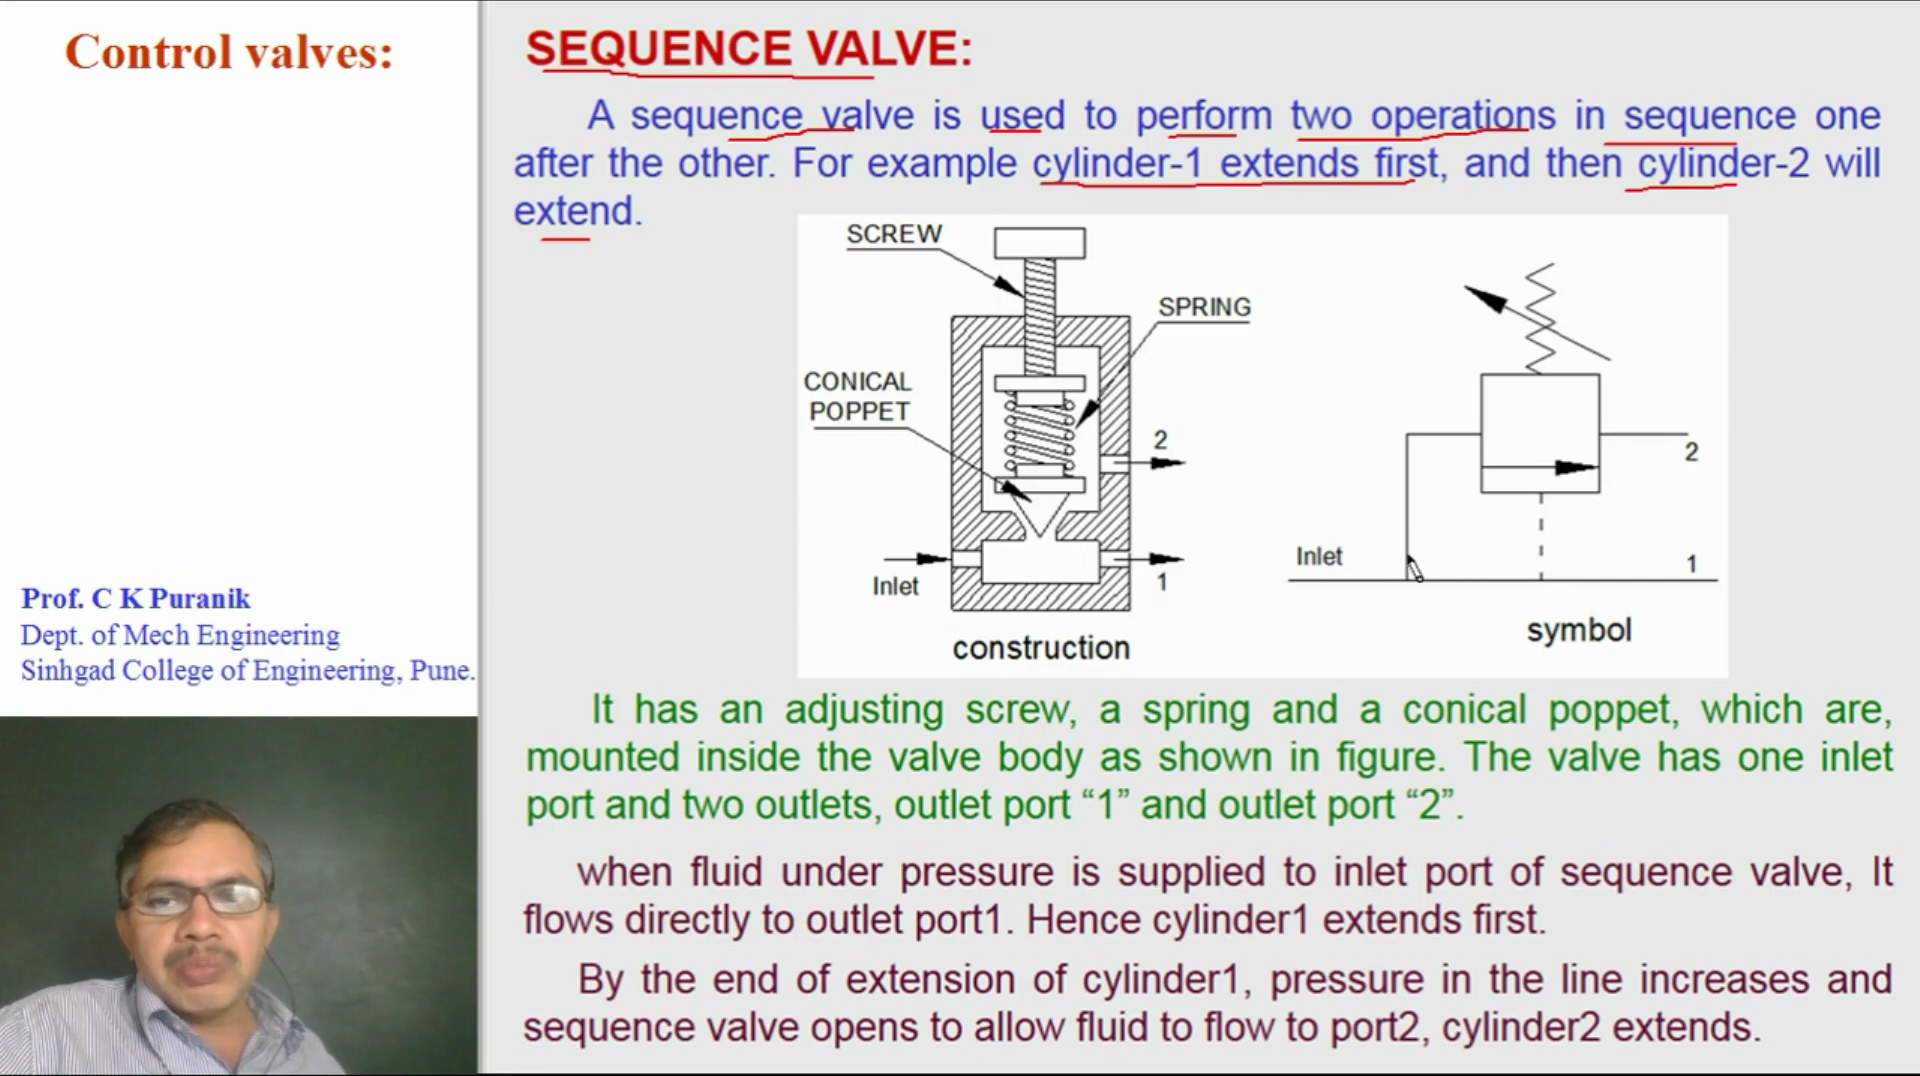 Control valves:
SEQUENCE VALVE:
A sequence valve is used to perform two operations in sequence one
after the other. For example cylinder-1 extends first, and then cylinder-2 will
extend.
SCREW
SPRING
CONICAL
POPPET
2
Inlet
1
construction
2
Inlet
1
symbol
Prof. C K Puranik
Dept. of Mech Engineering
Sinhgad College of Engineering, Pune.
It has an adjusting screw, a spring and a conical poppet, which are,
mounted inside the valve body as shown in figure. The valve has one inlet
port and two outlets, outlet port “1” and outlet port “2”.
when fluid under pressure is supplied to inlet port of sequence valve, It
flows directly to outlet port1. Hence cylinder1 extends first.
By the end of extension of cylinder1, pressure in the line increases and
sequence valve opens to allow fluid to flow to port2, cylinder2 extends.